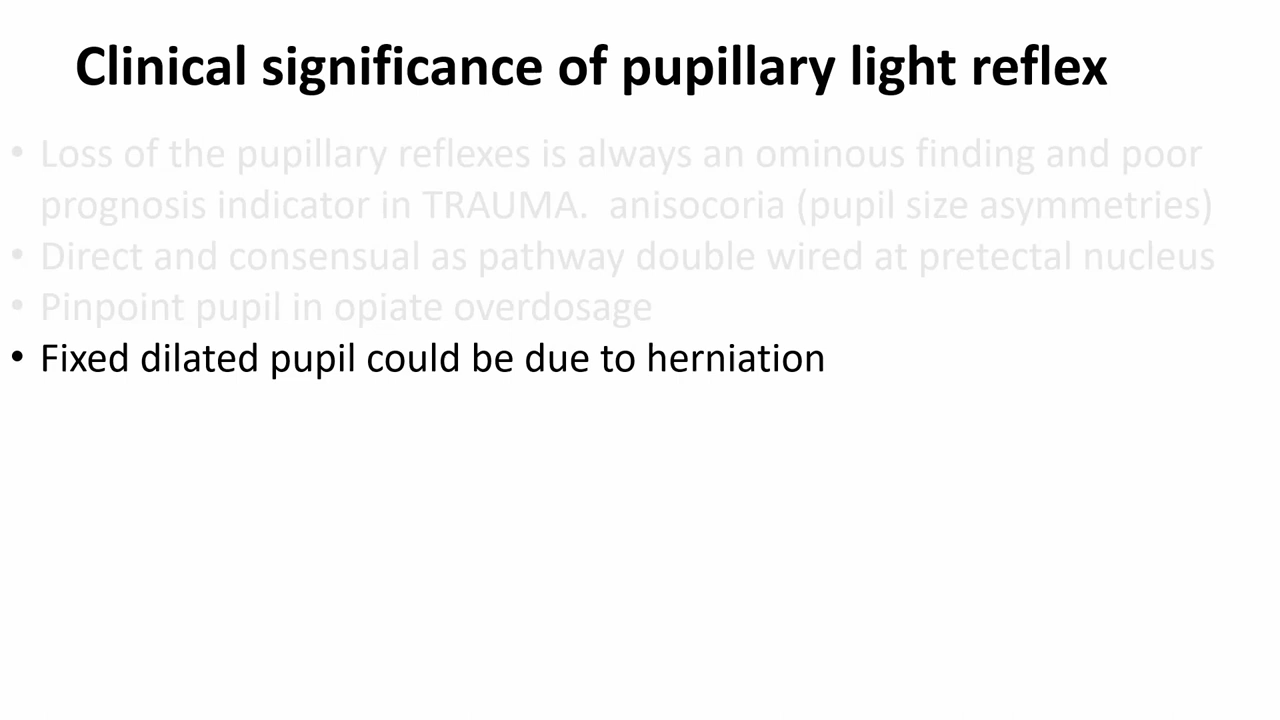 Clinical significance of pupillary light reflex
• Loss of the pupillary reflexes is always an ominous finding and poor
prognosis indicator in TRAUMA.  anisocoria (pupil size asymmetries)
• Direct and consensual as pathway double wired at pretectal nucleus
• Pinpoint pupil in opiate overdosage
• Fixed dilated pupil could be due to herniation